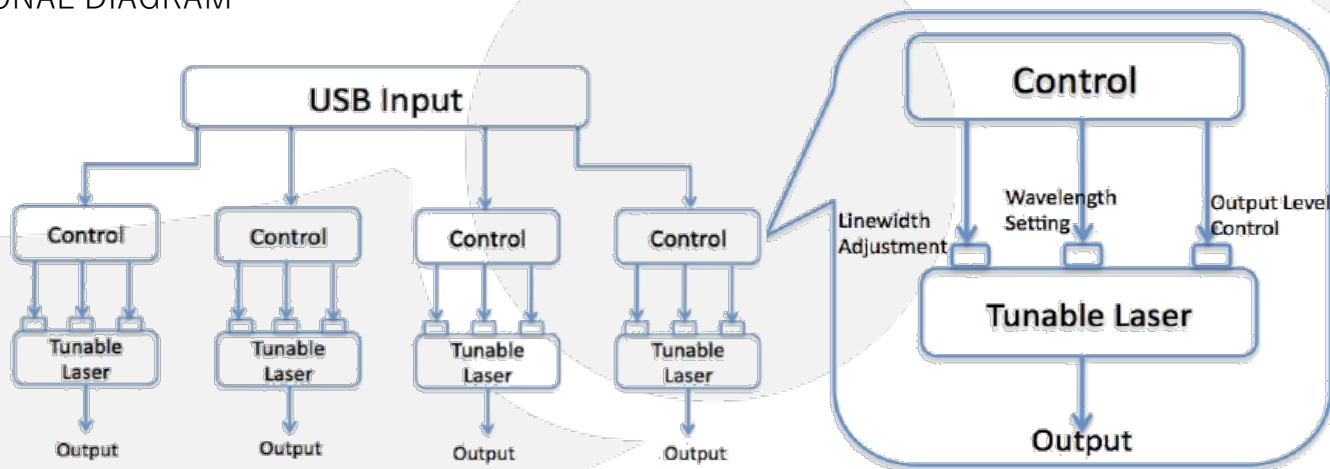 DIAGRAM
USB Input
Control
Control
Control
Control
Tunable
Laser
Tunable
Laser
Tunable
Laser
Tunable
Laser
Output
Output
Output
Output
Control
Linewidth
Adjustment
Wavelength
Setting
Output Level
Control
Tunable Laser
Output